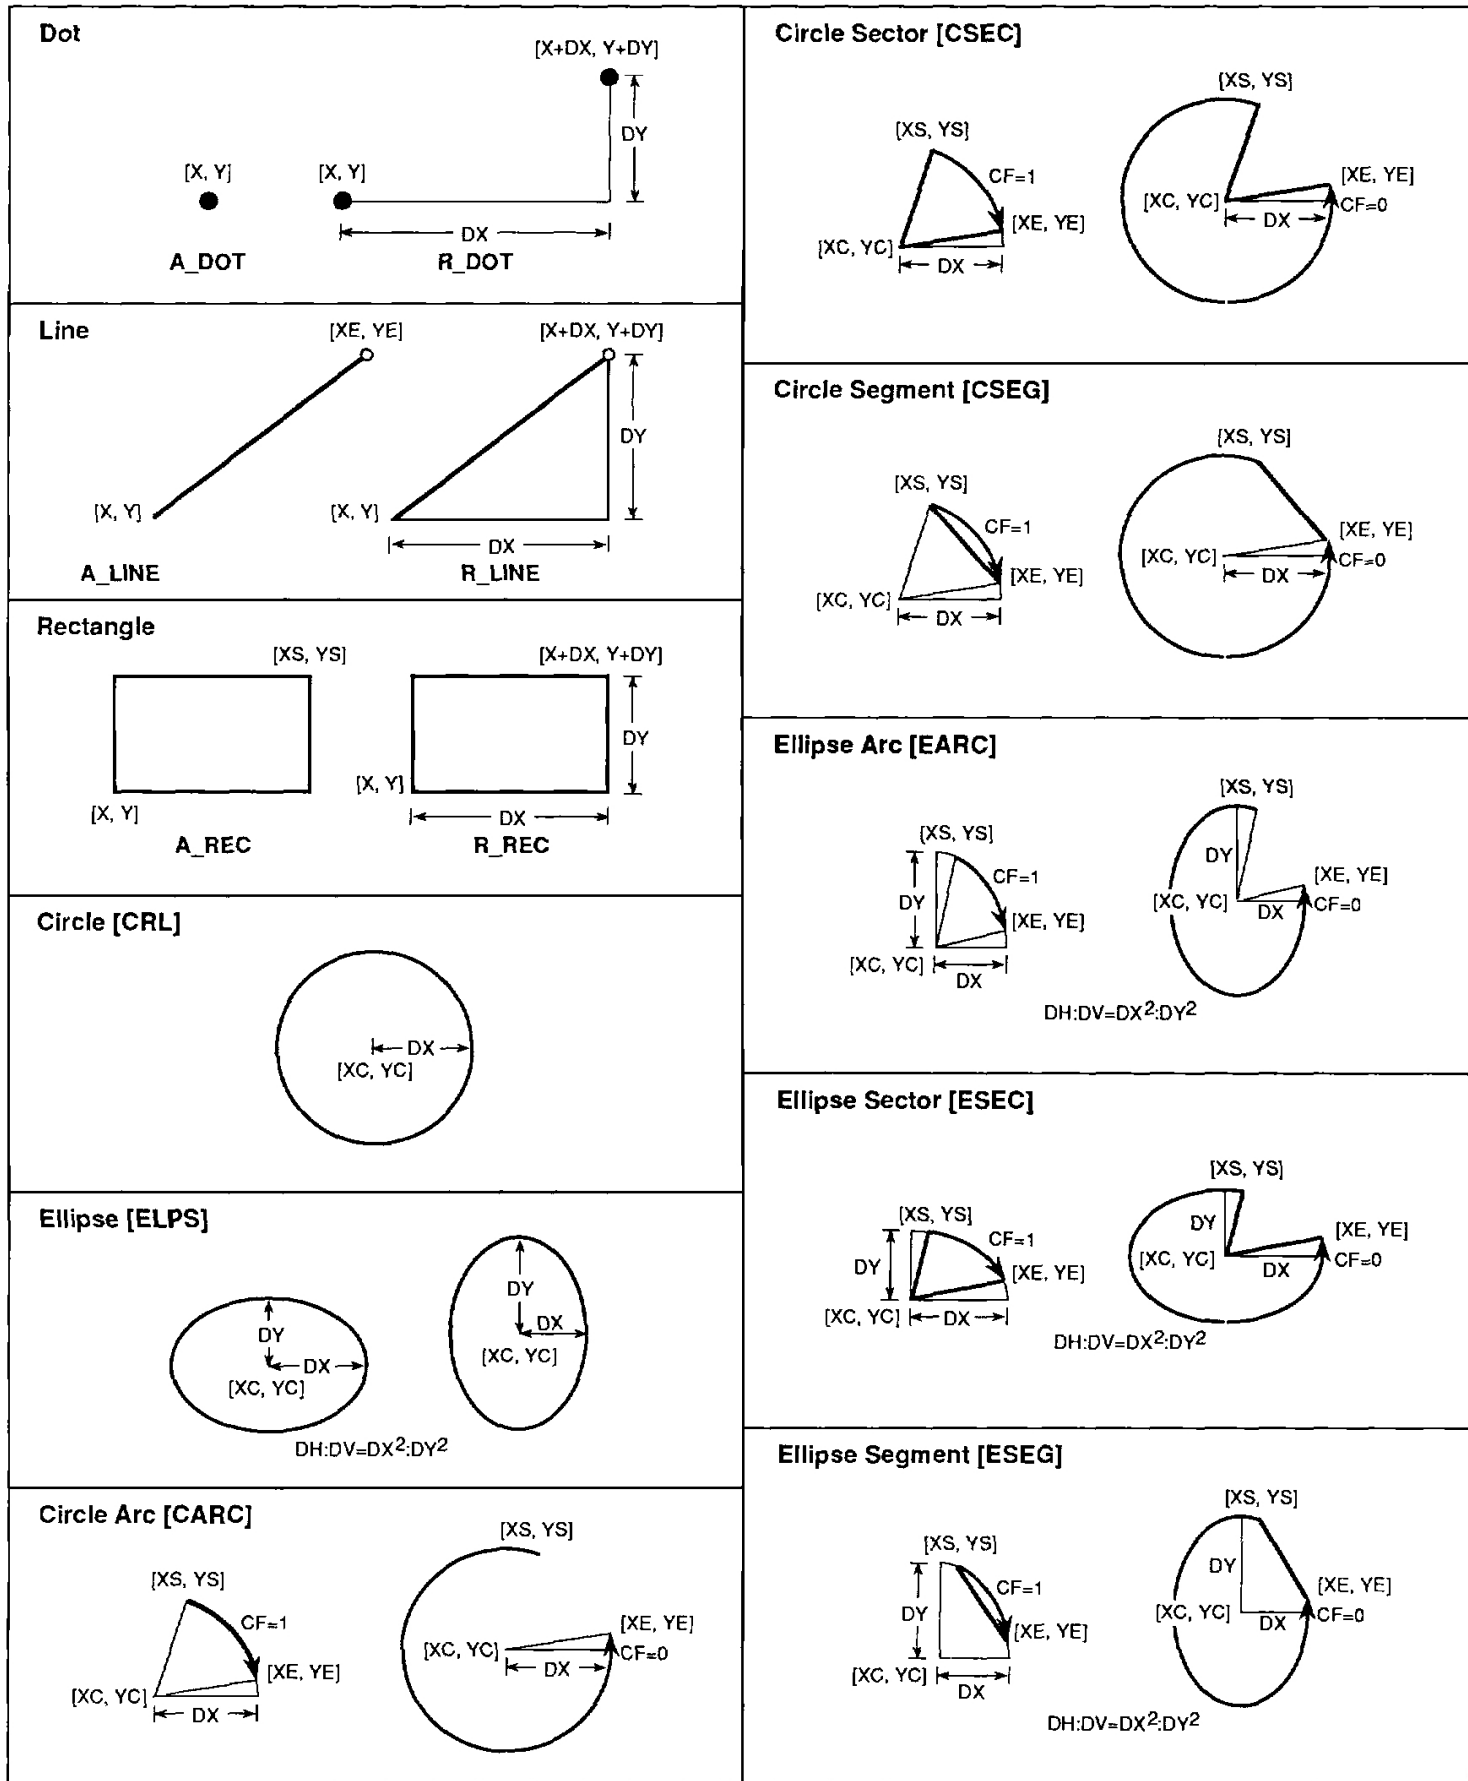 Dot
[X+DX, Y+DY]
DY
[X, Y]
[X, Y]
DX
A_DOT
R_DOT
Line
[XE, YE]
[X+DX, Y+DY]
DY
[X, Y]
[X, Y]
DX
A_LINE
R_LINE
Rectangle
[XS, YS]
[X+DX, Y+DY]
DY
[X, Y]
[X, Y]
DX
A_REC
R_REC
Circle [CRL]
DX
[XC, YC]
Ellipse [ELPS]
DY
DX
[XC, YC]
DY
DX
[XC, YC]
DH:DV=DX²:DY²
Circle Arc [CARC]
[XS, YS]
CF=1
[XE, YE]
[XC, YC]
DX
[XS, YS]
[XE, YE]
[XC, YC]
CF=0
DX
Circle Sector [CSEC]
[XS, YS]
CF=1
[XE, YE]
[XC, YC]
DX
[XS, YS]
[XE, YE]
[XC, YC]
CF=0
DX
Circle Segment [CSEG]
[XS, YS]
CF=1
[XE, YE]
[XC, YC]
DX
[XS, YS]
[XE, YE]
[XC, YC]
CF=0
DX
Ellipse Arc [EARC]
[XS, YS]
CF=1
DY
[XE, YE]
[XC, YC]
DX
[XS, YS]
DY
[XE, YE]
[XC, YC]
CF=0
DX
DH:DV=DX²:DY²
Ellipse Sector [ESEC]
[XS, YS]
CF=1
DY
[XE, YE]
[XC, YC]
DX
[XS, YS]
DY
[XE, YE]
[XC, YC]
CF=0
DX
DH:DV=DX²:DY²
Ellipse Segment [ESEG]
[XS, YS]
CF=1
DY
[XE, YE]
[XC, YC]
DX
[XS, YS]
DY
[XE, YE]
[XC, YC]
CF=0
DX
DH:DV=DX²:DY²